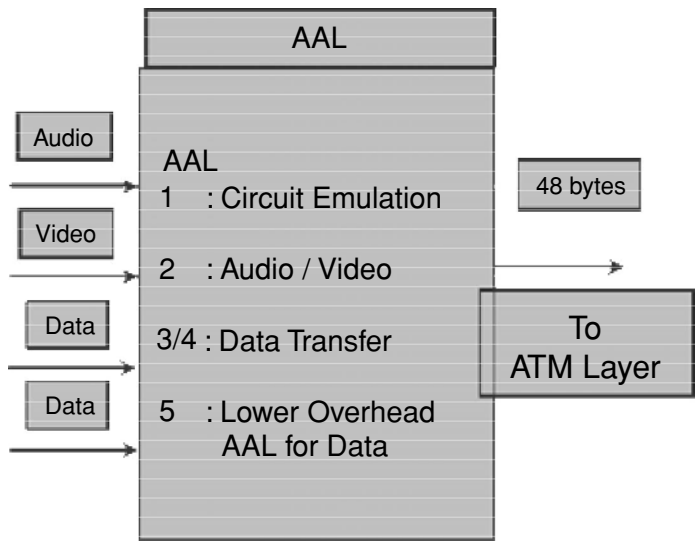 AAL
Audio
Video
Data
Data
AAL
1 : Circuit Emulation
2 : Audio / Video
3/4 : Data Transfer
5 : Lower Overhead
AAL for Data
48 bytes
To
ATM Layer